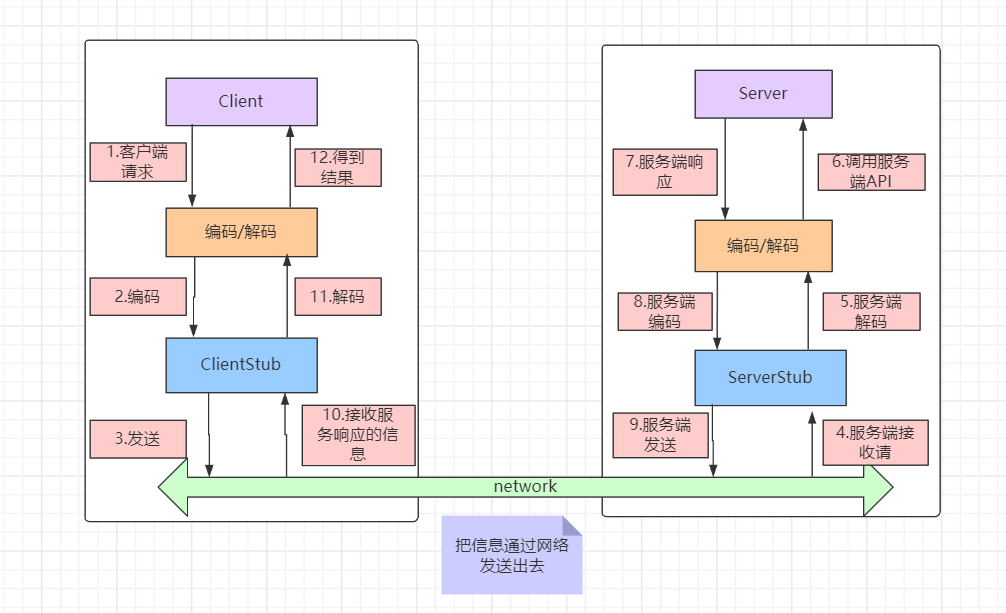 Client
1.客户端
请求
12.得到
结果
编码/解码
2.编码
11.解码
ClientStub
3.发送
10.接收服
务响应的信
息
Server
7.服务端响
应
6.调用服务
端API
编码/解码
8.服务端
编码
5.服务端
解码
ServerStub
9.服务端
发送
4.服务端接
收请
network
把信息通过网络
发送出去